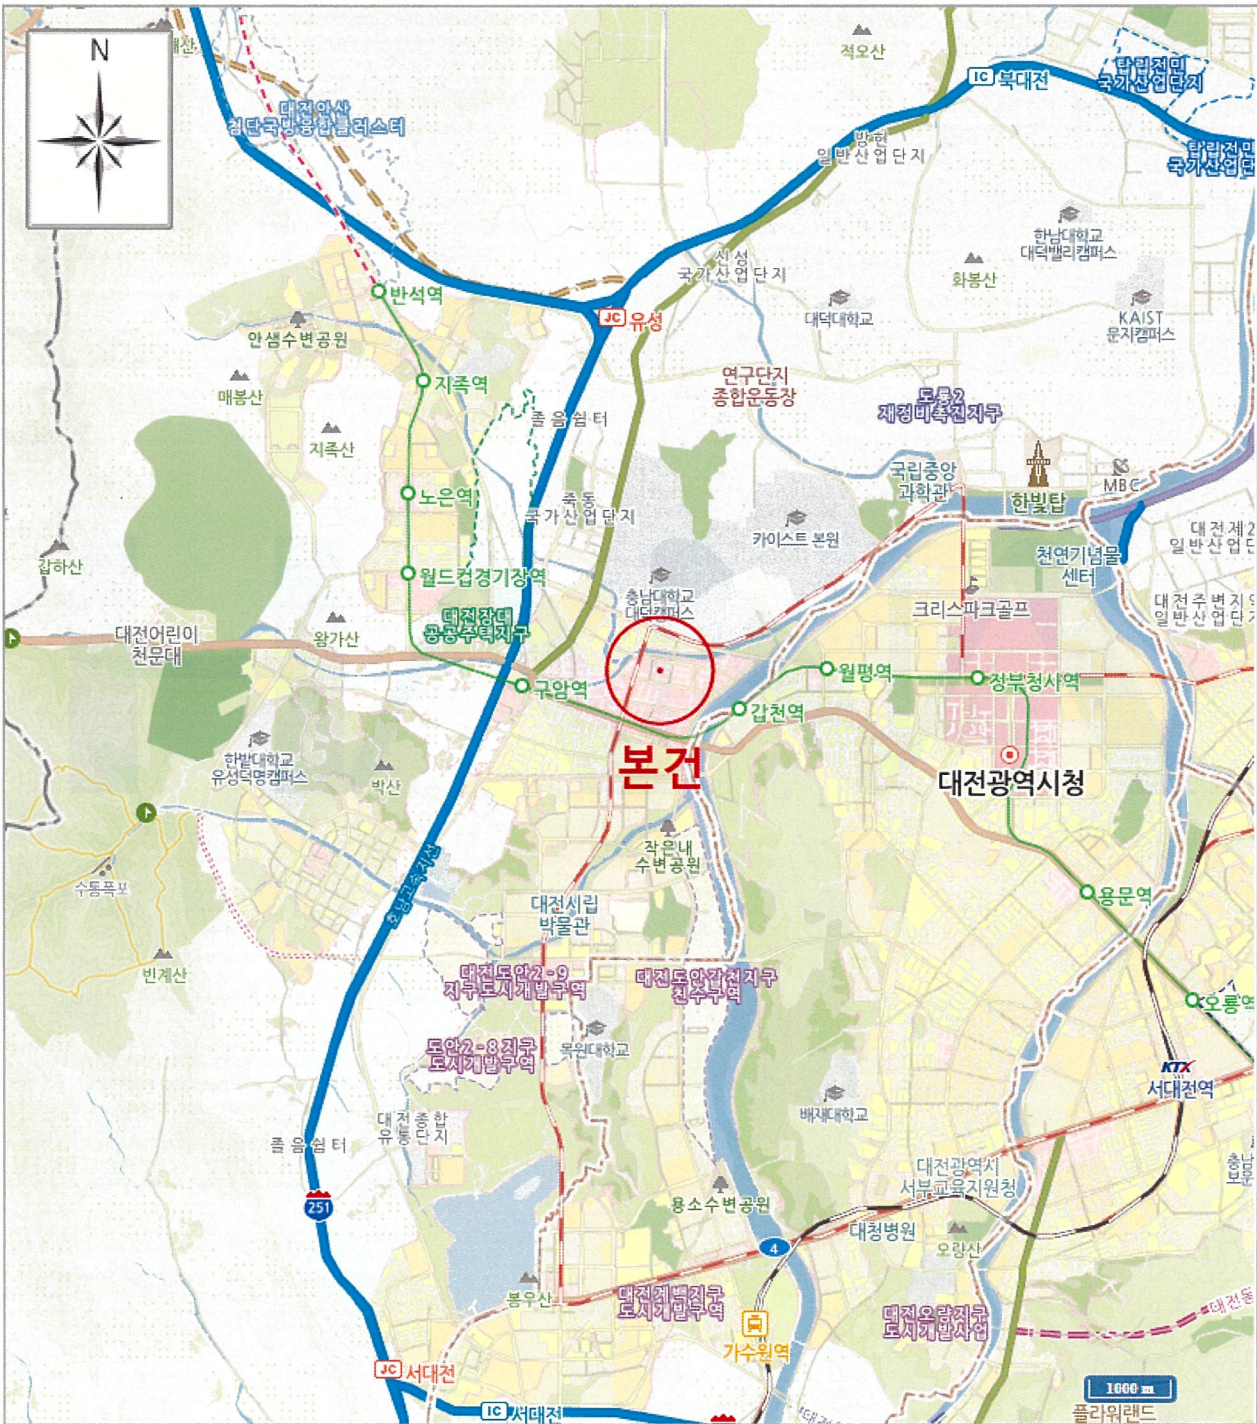 N
적오산
IC 북대전
탑립전민
국가산업단지
대전안산
첨단국방융합클러스터
방현
일반산업단지
탑립전민
국가산업단
한남대학교
대덕밸리캠퍼스
신성
국가산업단지
화봉산
반석역
대덕대학교
KAIST
문지캠퍼스
JC 유성
안샘수변공원
지족역
매봉산
연구단지
종합운동장
도룡2
재정비촉진지구
졸음쉼터
지족산
국립중앙
과학관
MBC
노은역
한빛탑
죽동
국가산업단지
카이스트 본원
대전제2
일반산업단
갑하산
천연기념물
센터
월드컵경기장역
충남대학교
대덕캠퍼스
크리스파크골프
대전주변지역
일반산업단
대전장대
공공주택지구
왕가산
대전어린이
천문대
구암역
월평역
정부청사역
갑천역
한밭대학교
유성덕명캠퍼스
본건
박산
대전광역시청
작은내
수변공원
호남고속지선
수통폭포
용문역
대전시립
박물관
빈계산
대전도안2-9
지구도시개발구역
대전도안갑천지구
친수구역
오룡역
도안2-8지구
도시개발구역
목원대학교
KTX
서대전역
배재대학교
대전종합
유통단지
졸음쉼터
대전광역시
서부교육지원청
충남
251
용소수변공원
대청병원
4
오량산
봉우산
대전계백지구
도시개발구역
대전오량지구
도시개발사업
가수원역
JC 서대전
1000 m
IC 서대전
플라워랜드